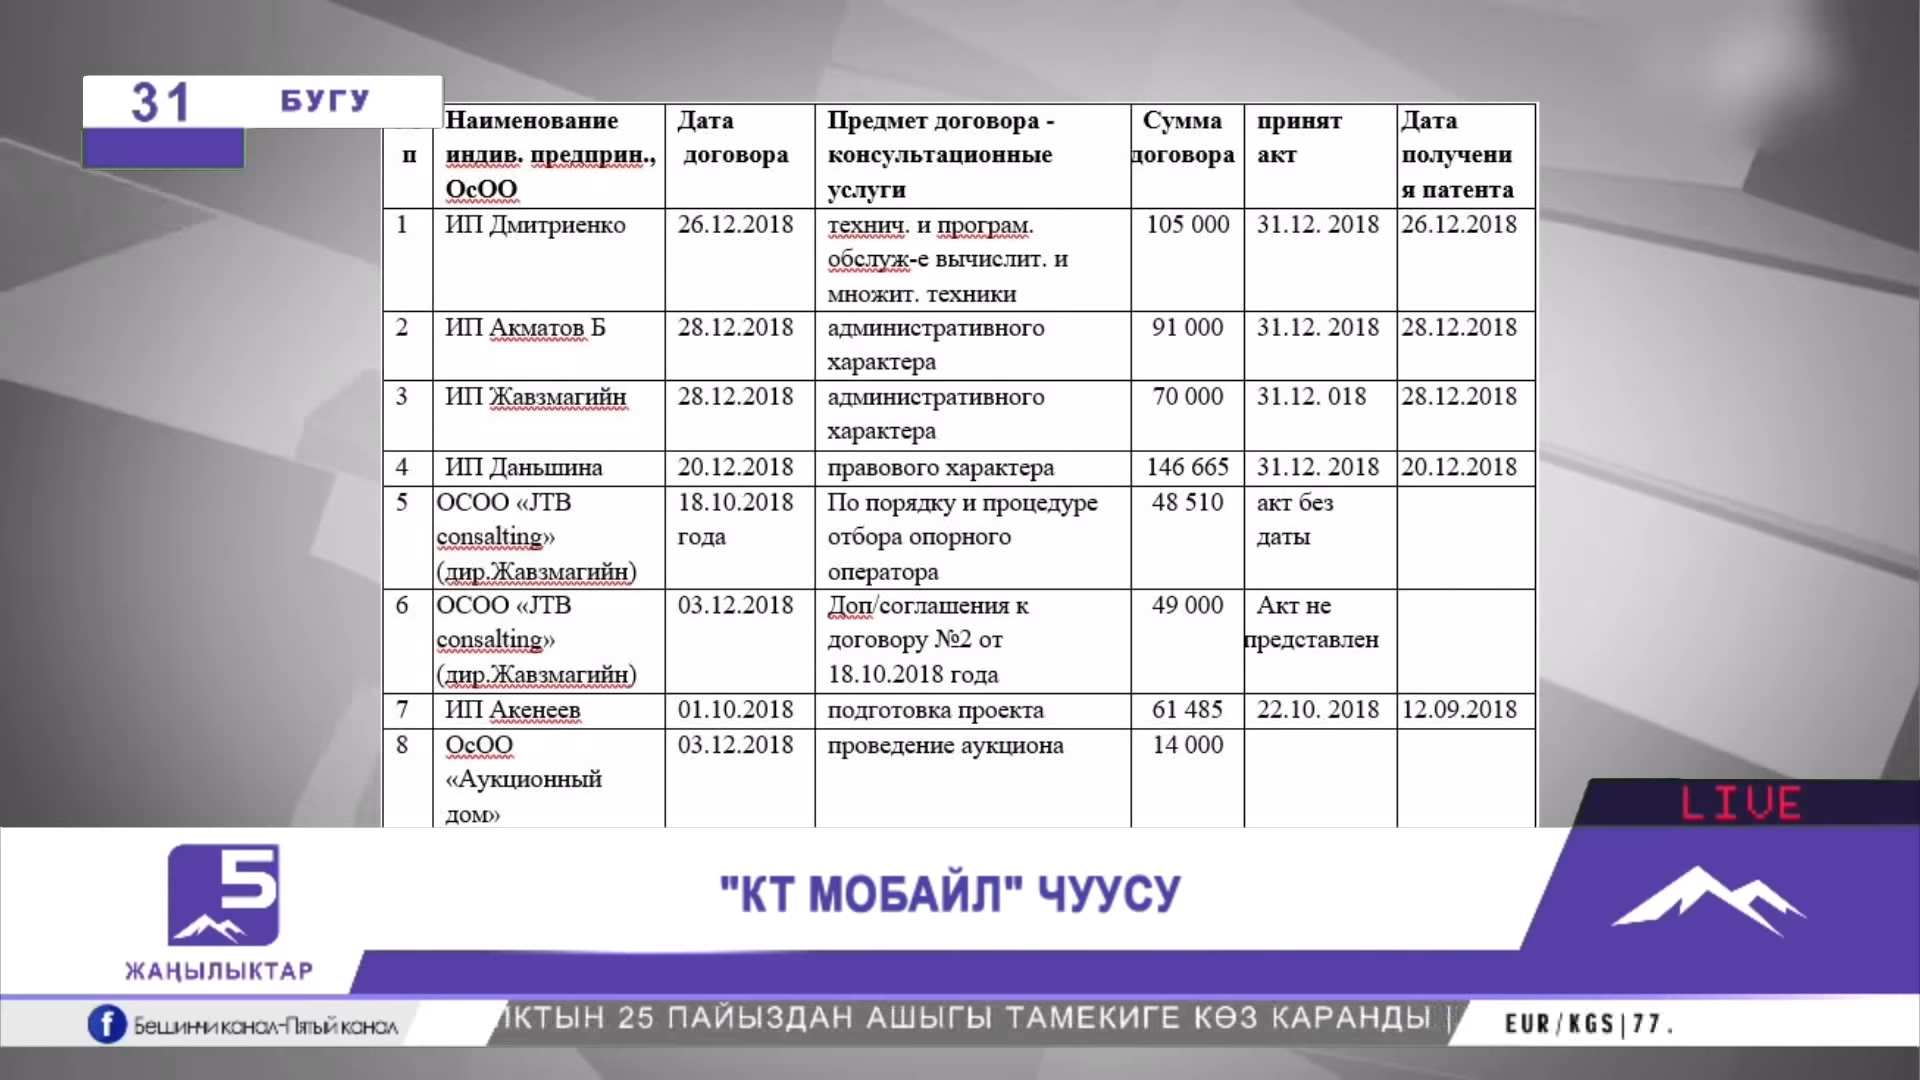 31 БУГУ
п
Наименование
индив. предприн.,
ОсОО
Дата
договора
Предмет договора -
консультационные
услуги
Сумма
договора
принят
акт
Дата
получени
я патента
1 ИП Дмитриенко 26.12.2018 технич. и програм. 105 000 31.12. 2018 26.12.2018
обслуж-е вычислит. и
множит. техники
2 ИП Акматов Б 28.12.2018 административного 91 000 31.12. 2018 28.12.2018
характера
3 ИП Жавзмагийн 28.12.2018 административного 70 000 31.12. 018 28.12.2018
характера
4 ИП Даньшина 20.12.2018 правового характера 146 665 31.12. 2018 20.12.2018
5 ОСОО «JTB 18.10.2018 По порядку и процедуре 48 510 акт без
consalting» года отбора опорного даты
(дир.Жавзмагийн) оператора
6 ОСОО «JTB 03.12.2018 Доп/соглашения к 49 000 Акт не
consalting» договору №2 от представлен
(дир.Жавзмагийн) 18.10.2018 года
7 ИП Акенеев 01.10.2018 подготовка проекта 61 485 22.10. 2018 12.09.2018
8 ОсОО 03.12.2018 проведение аукциона 14 000
«Аукционный
дом»
LIVE
5
"КТ МОБАЙЛ" ЧУУСУ
ЖАҢЫЛЫКТАР
Бешинчи канал-Пятый канал
ЫКТЫН 25 ПАЙЫЗДАН АШЫГЫ ТАМЕКИГЕ КӨЗ КАРАНДЫ |
EUR/KGS|77.